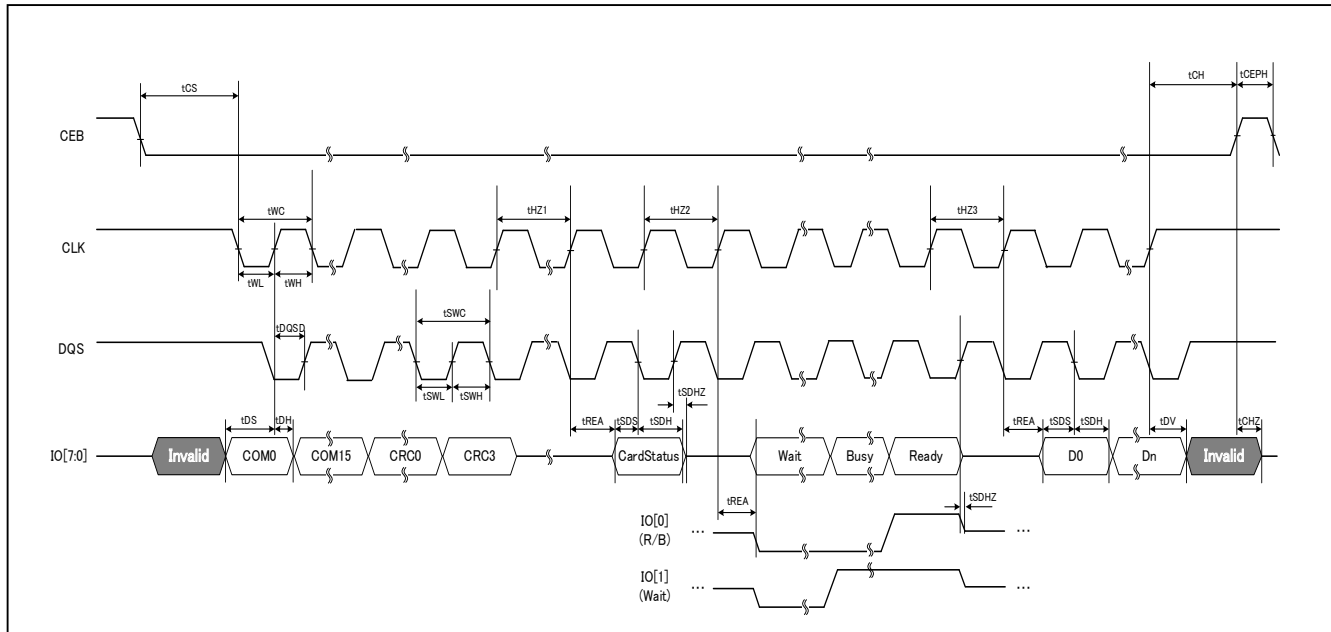 tCS
tCH
tCEPH
CEB
tWC
tHZ1
tHZ2
tHZ3
CLK
tWL
tWH
tDQSD
tSWC
DQS
tSWL
tSWH
tSDHZ
tDS
tDH
tREA
tSDS
tSDH
tREA
tSDS
tSDH
tDV
tCHZ
IO[7:0]
Invalid
COM0
COM15
CRC0
CRC3
CardStatus
Wait
Busy
Ready
D0
Dn
Invalid
tREA
tSDHZ
IO[0]
(R/B)
...
...
IO[1]
(Wait)
...
...